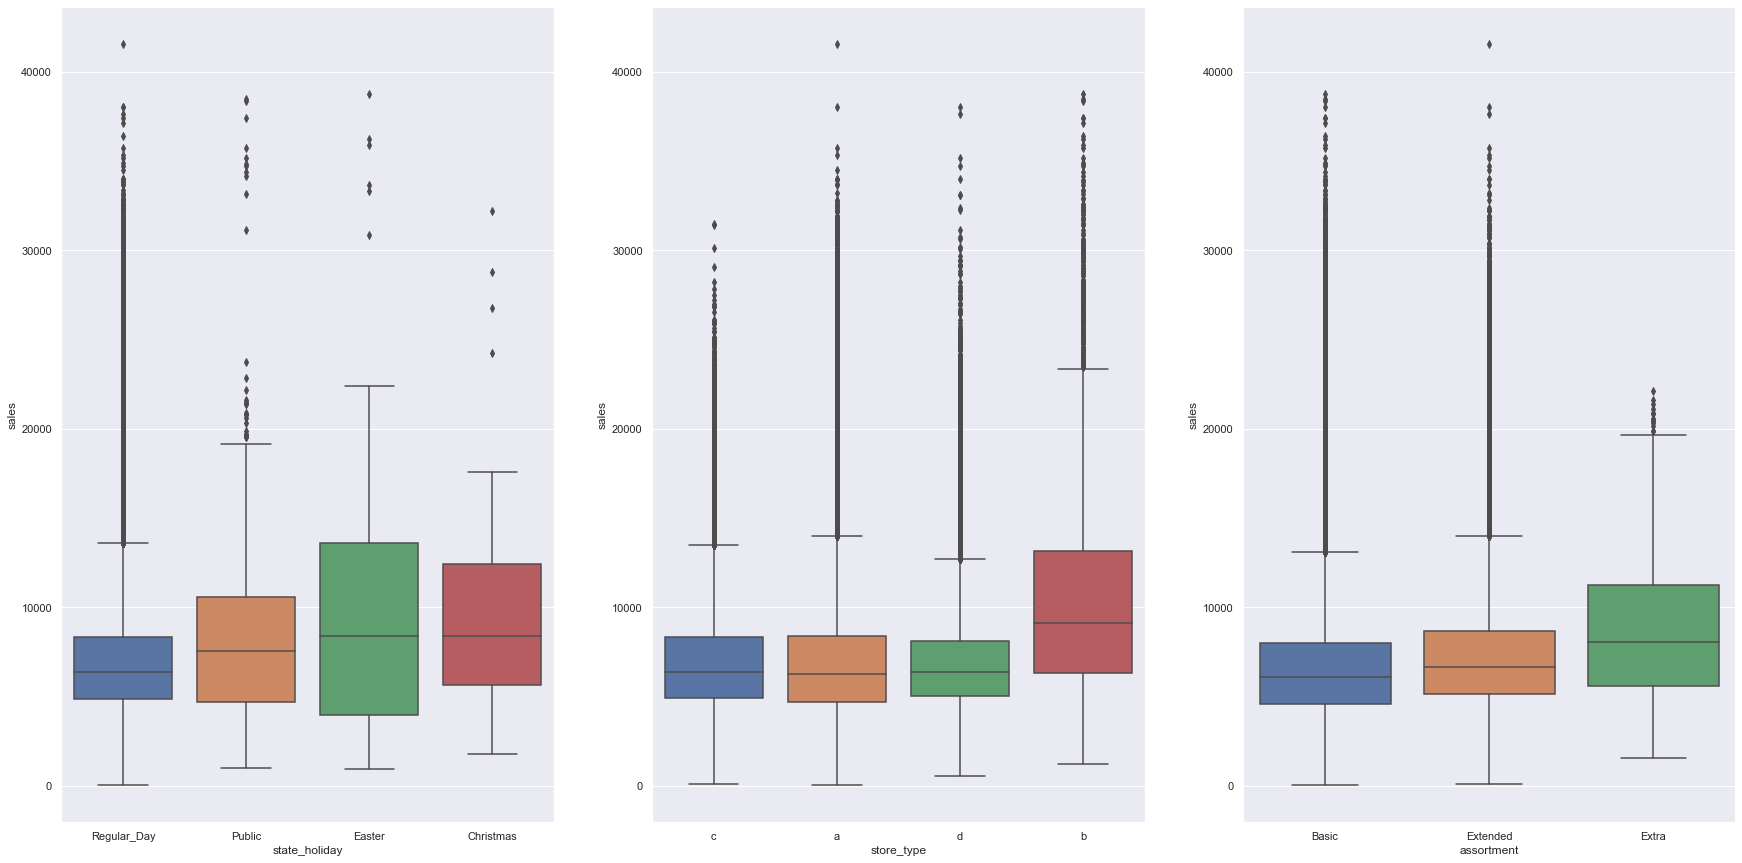 40000
30000
20000
10000
0
sales
Regular_Day Public Easter Christmas
state_holiday
40000
30000
20000
10000
0
sales
c a d b
store_type
40000
30000
20000
10000
0
sales
Basic Extended Extra
assortment